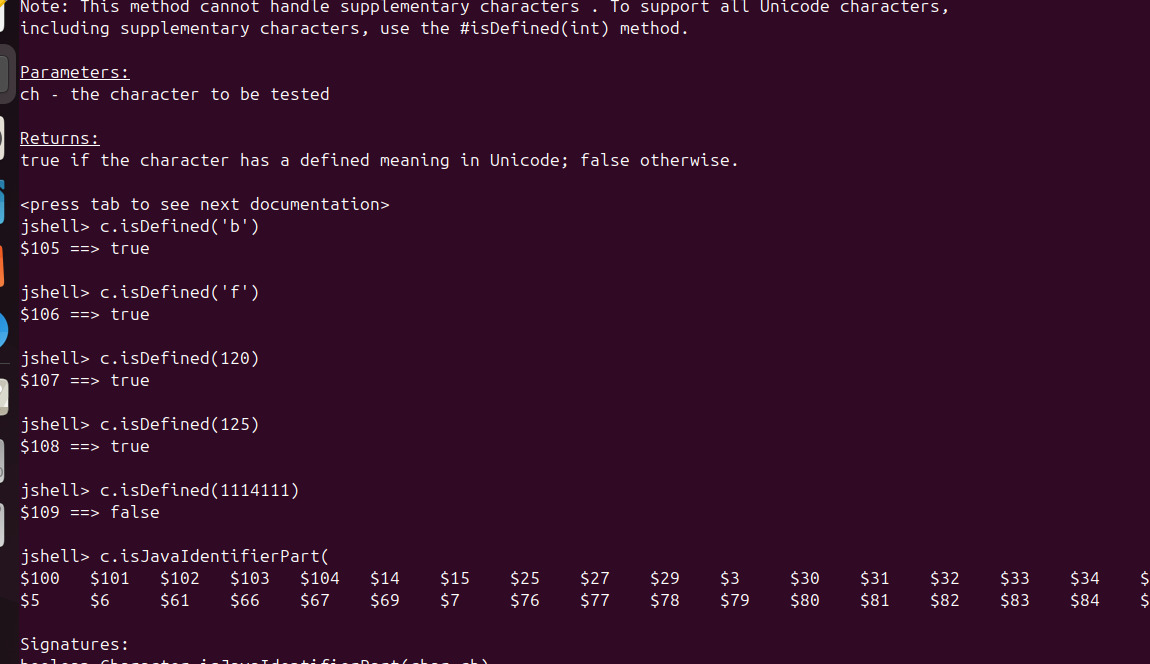 Note: This method cannot handle supplementary characters . To support all Unicode characters,
including supplementary characters, use the #isDefined(int) method.
Parameters:
ch - the character to be tested
Returns:
true if the character has a defined meaning in Unicode; false otherwise.
<press tab to see next documentation>
jshell> c.isDefined('b')
$105 ==> true
jshell> c.isDefined('f')
$106 ==> true
jshell> c.isDefined(120)
$107 ==> true
jshell> c.isDefined(125)
$108 ==> true
jshell> c.isDefined(1114111)
$109 ==> false
jshell> c.isJavaIdentifierPart(
$100 $101 $102 $103 $104 $14 $15 $25 $27 $29 $3 $30 $31 $32 $33 $34 $
$5 $6 $61 $66 $67 $69 $7 $76 $77 $78 $79 $80 $81 $82 $83 $84 $
Signatures:
boolean Character.isJavaIdentifierPart(char ch)